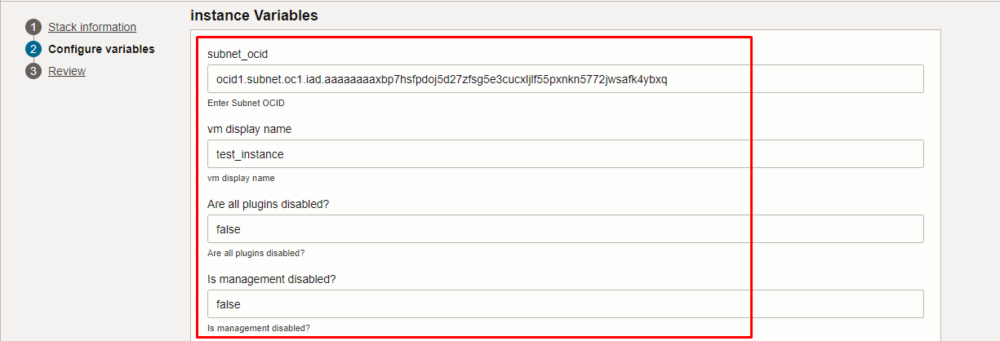 instance Variables
1 Stack information
2 Configure variables
3 Review
subnet_ocid
ocid1.subnet.oc1.iad.aaaaaaaaxbp7hsfpdoj5d27zfsg5e3cucxljlf55pxnkn5772jwsafk4ybxq
Enter Subnet OCID
vm display name
test_instance
vm display name
Are all plugins disabled?
false
Are all plugins disabled?
Is management disabled?
false
Is management disabled?